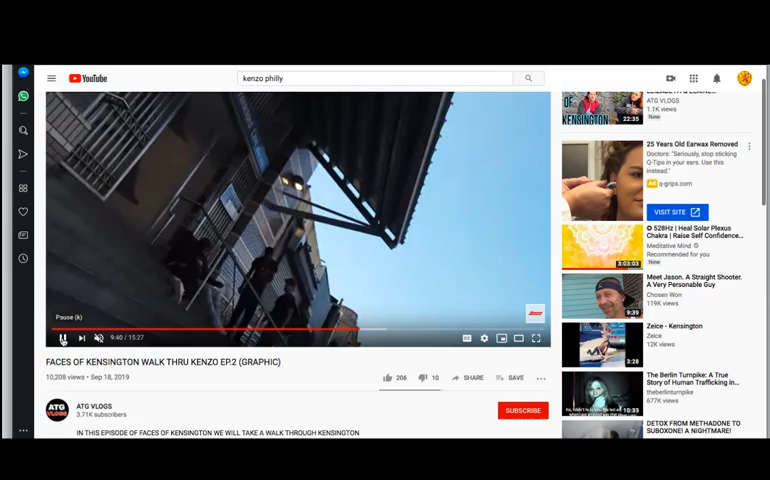 YouTube
kenzo philly
Pause (k)
9:40 / 15:27
FACES OF KENSINGTON WALK THRU KENZO EP.2 (GRAPHIC)
10,208 views • Sep 18, 2019
206
10
SHARE
SAVE
ATG VLOGS
3.71K subscribers
SUBSCRIBE
IN THIS EPISODE OF FACES OF KENSINGTON WE WILL TAKE A WALK THROUGH KENSINGTON
OF
KENSINGTON
22:35
ATG VLOGS
1.1K views
New
25 Years Old Earwax Removed
Doctors: "Seriously, stop sticking
Q-Tips in your ears. Use this
instead."
Ad q-grips.com
VISIT SITE
3:03:03
528Hz | Heal Solar Plexus
Chakra | Raise Self Confidence...
Meditative Mind
Recommended for you
New
9:39
Meet Jason. A Straight Shooter.
A Very Personable Guy
Chosen Won
119K views
3:28
Zeice - Kensington
Zeice
12K views
10:33
The Berlin Turnpike: A True
Story of Human Trafficking in...
theberlinturnpike
677K views
DETOX FROM METHADONE TO
SUBOXONE! A NIGHTMARE!